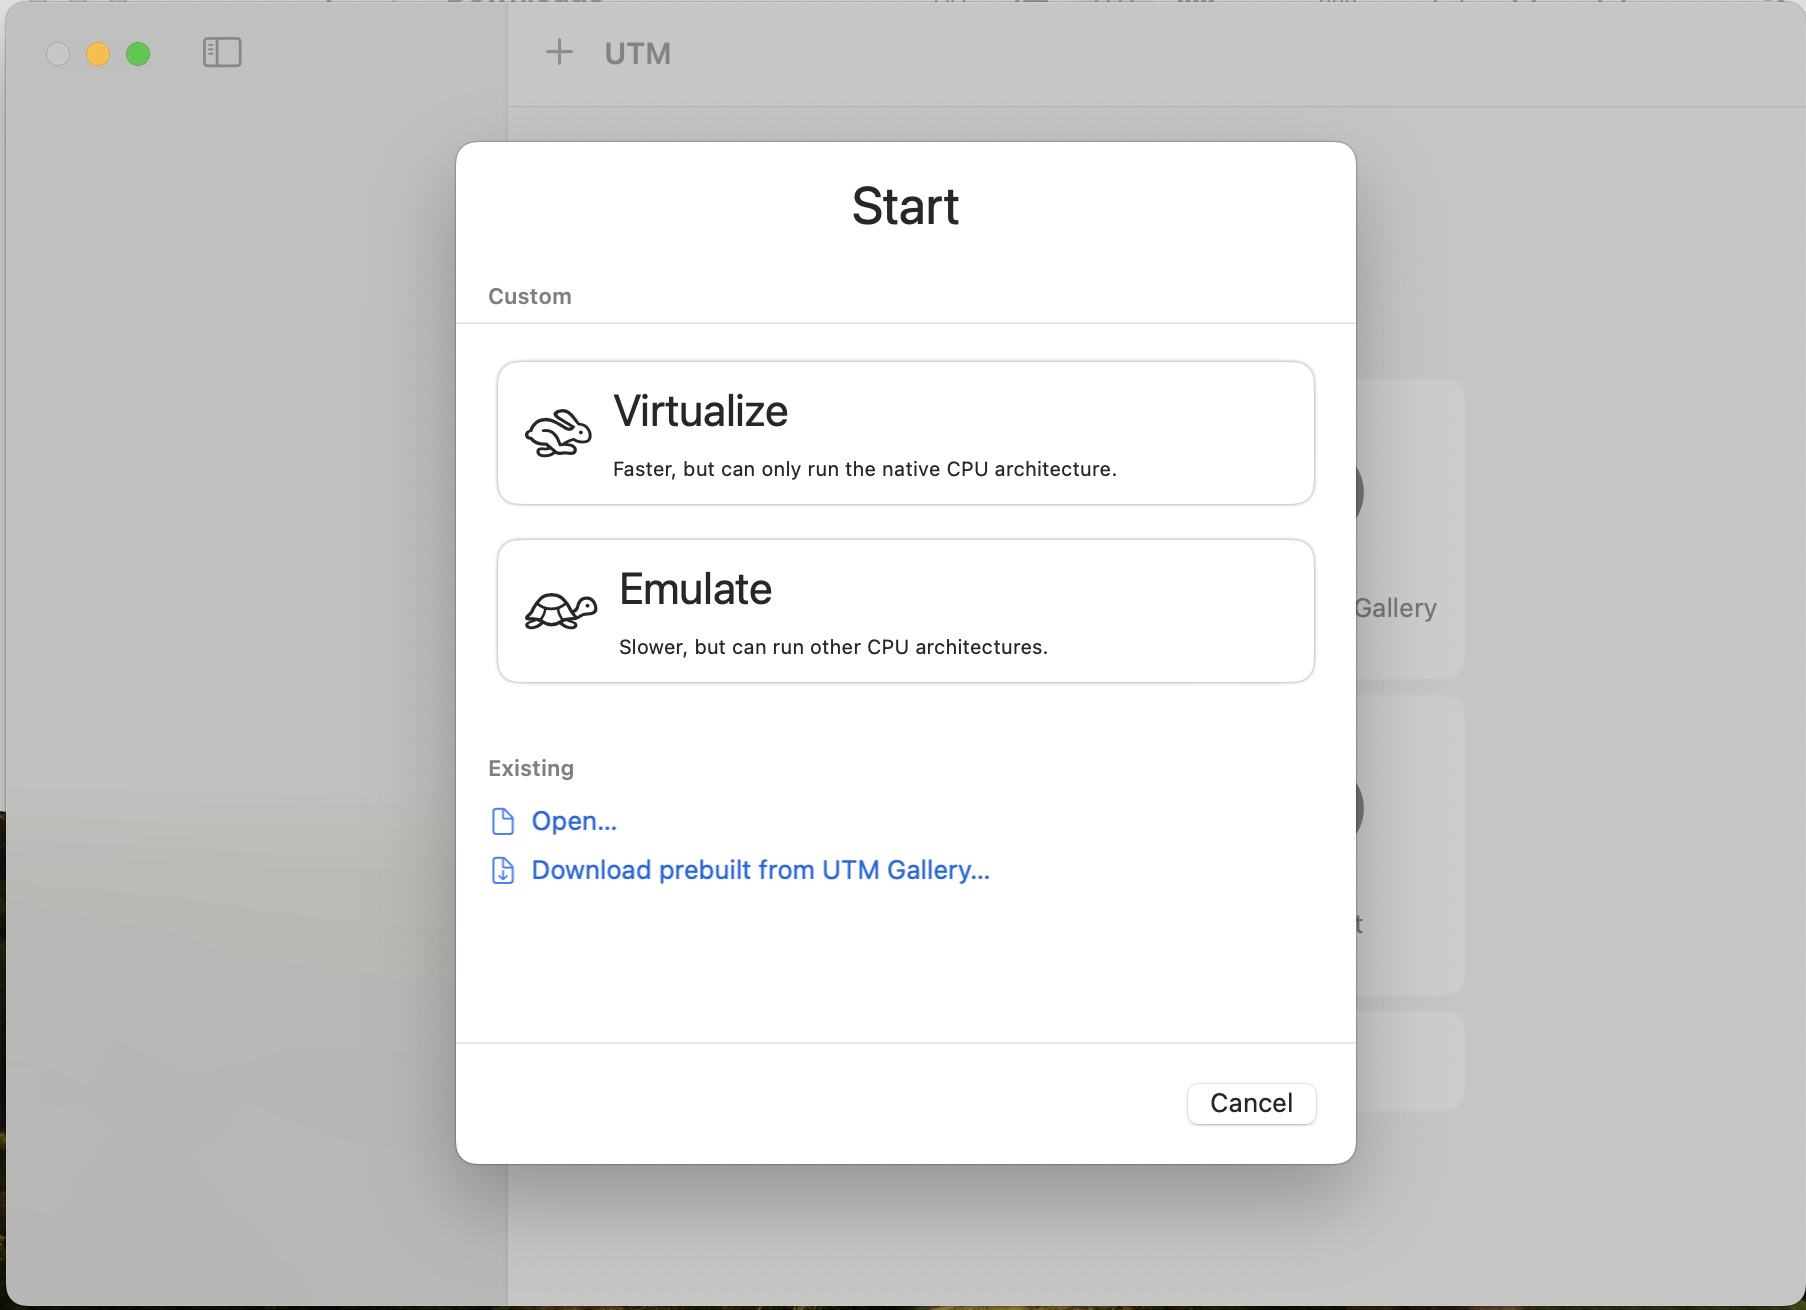 UTM
Start
Custom
Virtualize
Faster, but can only run the native CPU architecture.
Emulate
Slower, but can run other CPU architectures.
Gallery
Existing
Open...
Download prebuilt from UTM Gallery...
t
Cancel